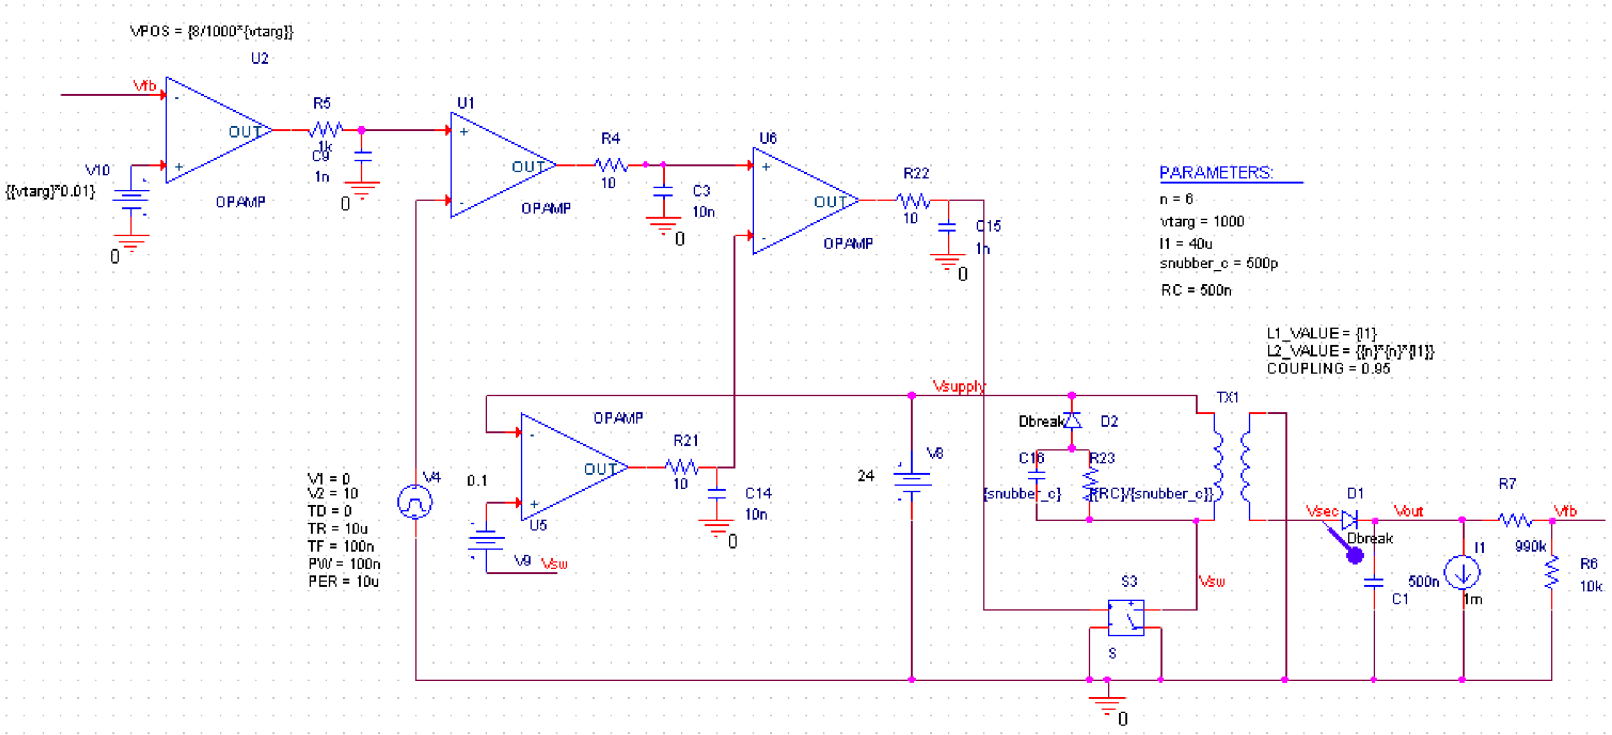 VPOS = {8/1000*{vtarg}}
U2
Vfb
-
OUT
+
V10
{{vtarg}*0.01}
OPAMP
0
R5
1k
C9
1n
0
U1
+
OUT
-
OPAMP
R4
10
C3
10n
0
U6
+
OUT
-
OPAMP
R22
10
C15
1n
0
PARAMETERS:
n = 6
vtarg = 1000
l1 = 40u
snubber_c = 500p
RC = 500n
L1_VALUE = {l1}
L2_VALUE = {{n}*{n}*{l1}}
COUPLING = 0.95
Vsupply
OPAMP
-
OUT
+
U5
0.1
V9
Vsw
R21
10
C14
10n
0
V4
V1 = 0
V2 = 10
TD = 0
TR = 10u
TF = 100n
PW = 100n
PER = 10u
V8
24
Dbreak
D2
C16
{snubber_c}
R23
{{RC}/{snubber_c}}
TX1
S3
+
-
S
Vsw
0
Vsec
D1
Dbreak
Vout
500n
C1
I1
1m
R7
990k
Vfb
R6
10k